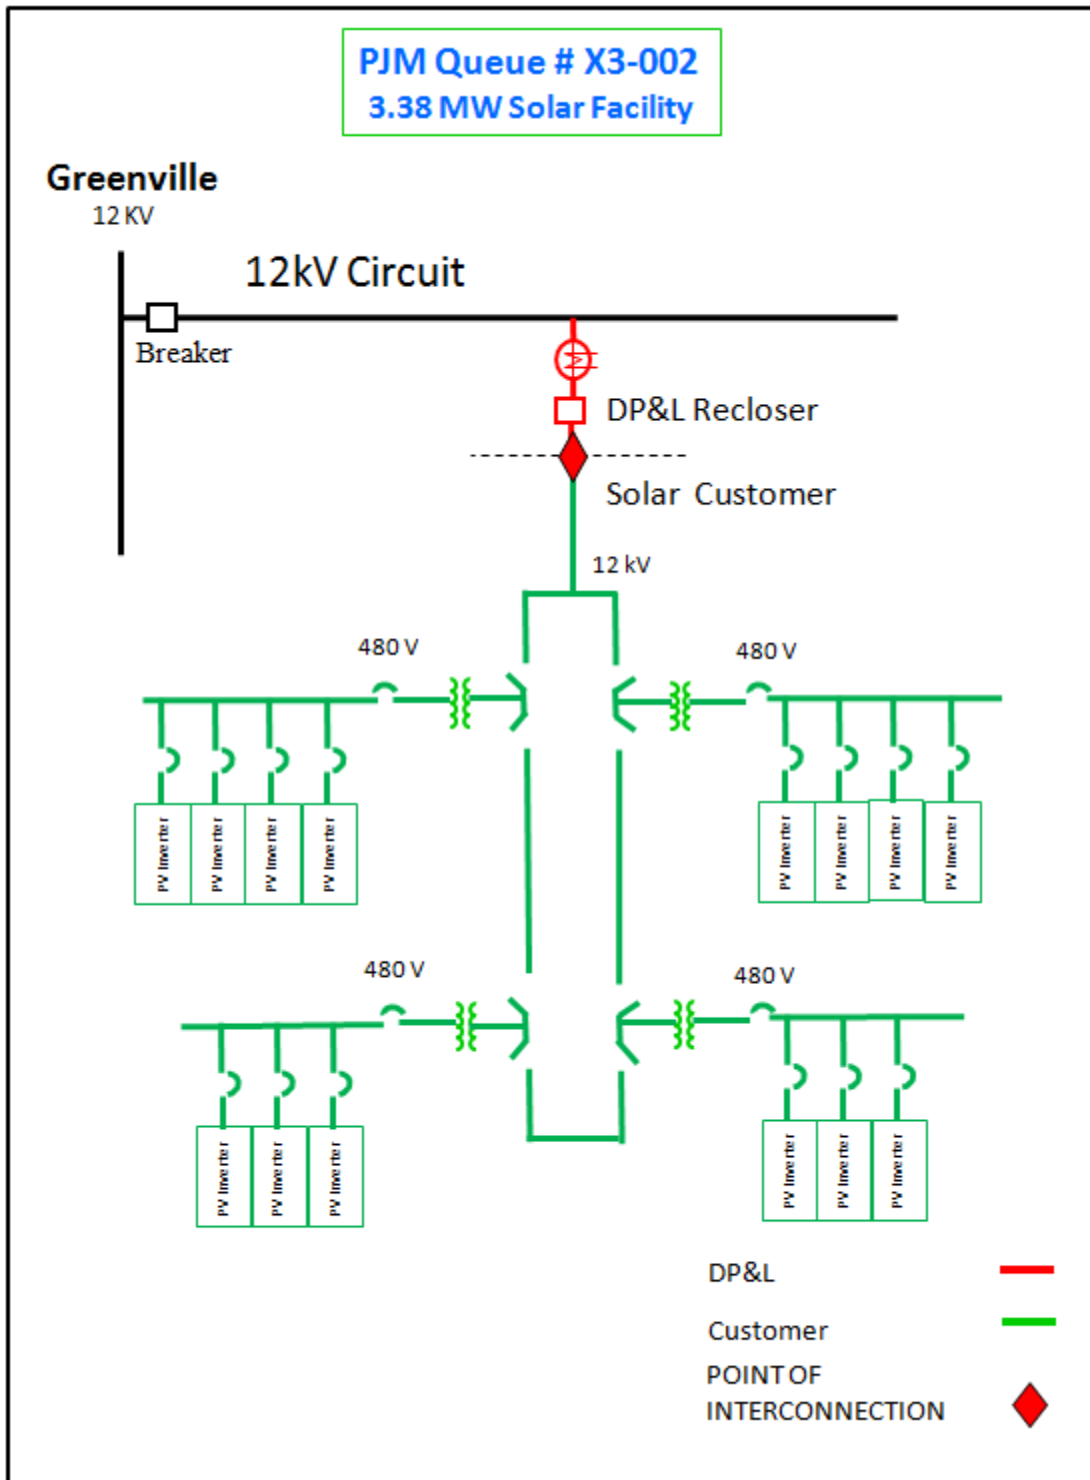 PJM Queue # X3-002
3.38 MW Solar Facility
Greenville
12 KV
12kV Circuit
Breaker
DP&L Recloser
Solar Customer
12 kV
480 V
480 V
PV Inverter
PV Inverter
PV Inverter
PV Inverter
PV Inverter
PV Inverter
PV Inverter
PV Inverter
480 V
480 V
PV Inverter
PV Inverter
PV Inverter
PV Inverter
PV Inverter
PV Inverter
DP&L
Customer
POINT OF
INTERCONNECTION